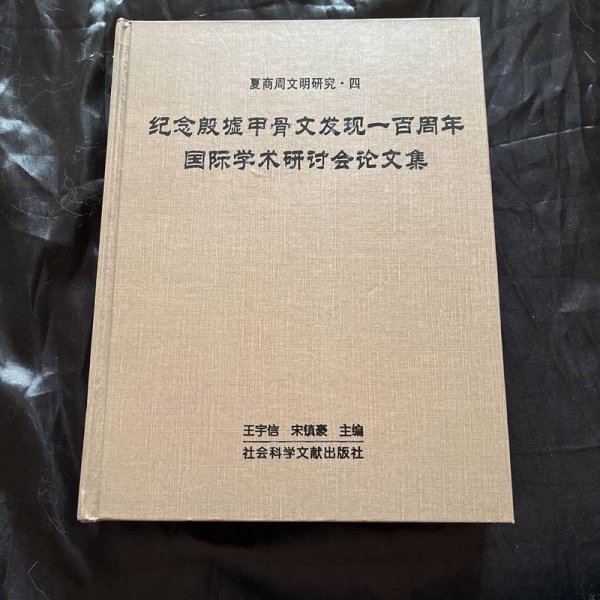 夏商周文明研究·四
纪念殷墟甲骨文发现一百周年
国际学术研讨会论文集
王宇信 宋镇豪 主编
社会科学文献出版社